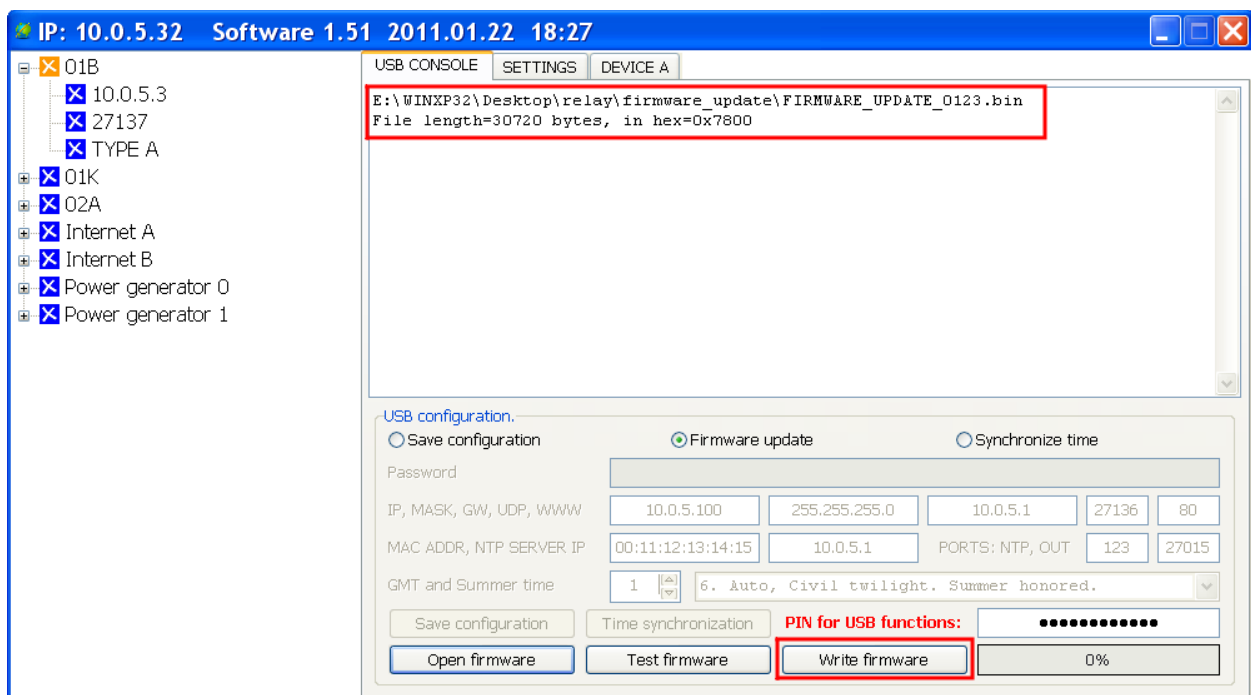 IP: 10.0.5.32 Software 1.51 2011.01.22 18:27
01B
10.0.5.3
27137
TYPE A
01K
02A
Internet A
Internet B
Power generator 0
Power generator 1
USB CONSOLE SETTINGS DEVICE A
E:\WINXP32\Desktop\relay\firmware_update\FIRMWARE_UPDATE_0123.bin
File length=30720 bytes, in hex=0x7800
USB configuration.
Save configuration Firmware update Synchronize time
Password
IP, MASK, GW, UDP, WWW 10.0.5.100 255.255.255.0 10.0.5.1 27136 80
MAC ADDR, NTP SERVER IP 00:11:12:13:14:15 10.0.5.1 PORTS: NTP, OUT 123 27015
GMT and Summer time 1 6. Auto, Civil twilight. Summer honored.
Save configuration Time synchronization PIN for USB functions: ●●●●●●●●●●●●
Open firmware Test firmware Write firmware 0%